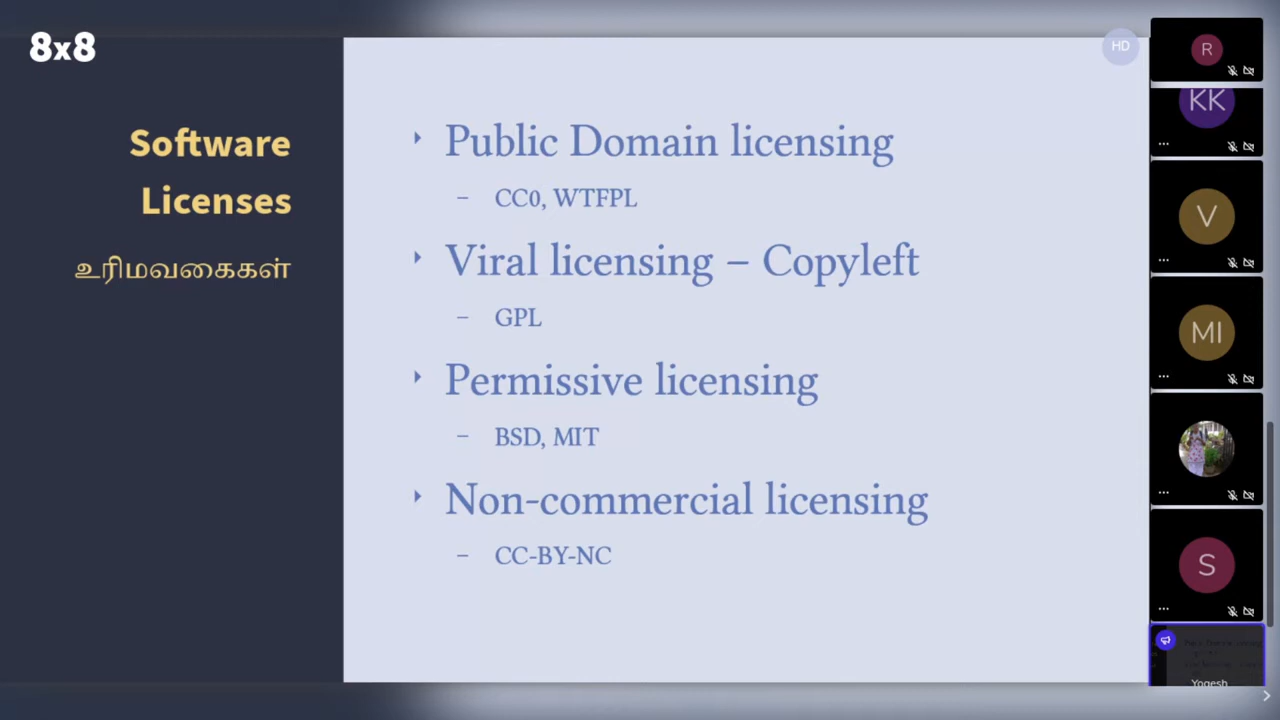 8x8
Software
Licenses
உரிமவகைகள்
Public Domain licensing
– CC0, WTFPL
Viral licensing – Copyleft
– GPL
Permissive licensing
– BSD, MIT
Non-commercial licensing
– CC-BY-NC
HD
R
KK
V
MI
S
Yogesh